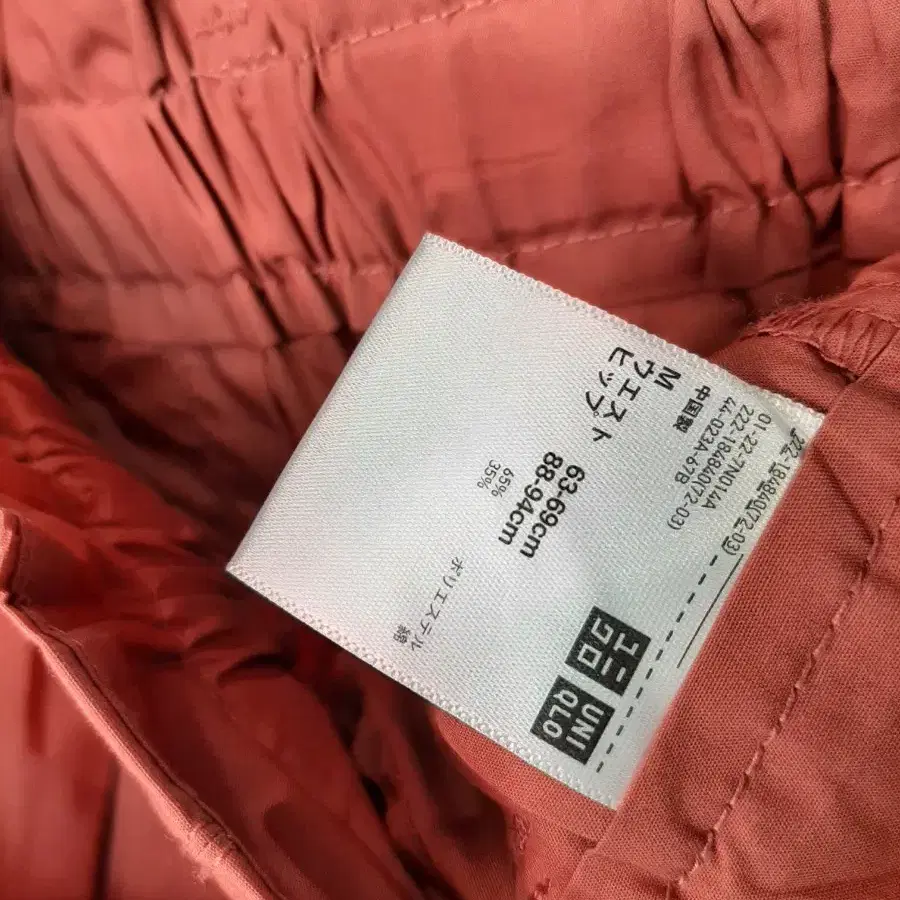 ユニ
クロ
UNI
QLO
M
ウエスト 63-69cm
ヒップ 88-94cm
中国製
44-023A-67B
222-184840(72-03)
01-22-7N014A
222-184840(72-03)
65% ポリエステル
35% 綿